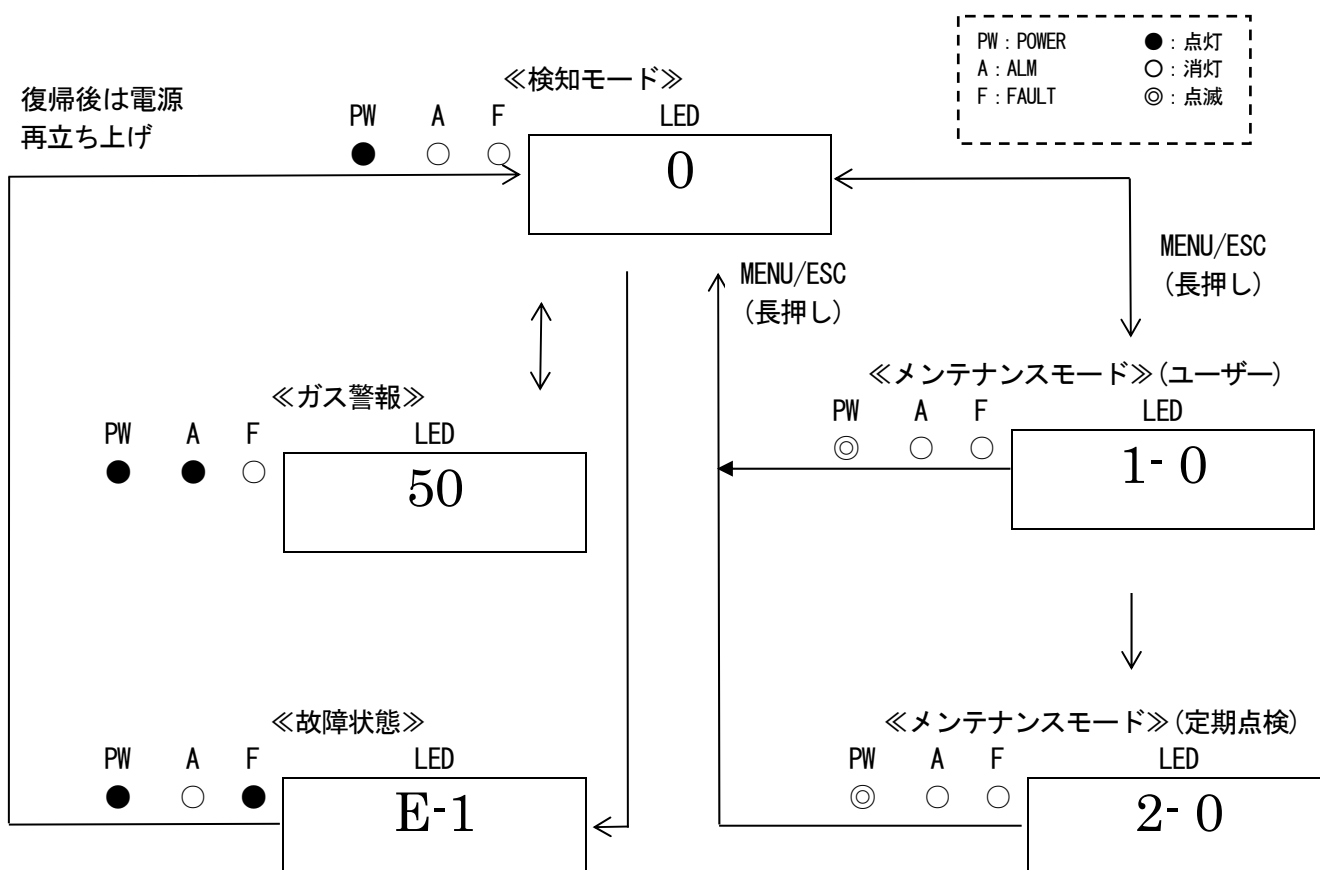 PW：POWER ●：点灯
A：ALM ○：消灯
F：FAULT ◎：点滅
復帰後は電源
再立ち上げ
≪検知モード≫
PW A F LED
● ○ ○
0
MENU/ESC
(長押し)
MENU/ESC
(長押し)
≪ガス警報≫
PW A F LED
● ● ○
50
≪メンテナンスモード≫(ユーザー)
PW A F LED
◎ ○ ○
1- 0
≪故障状態≫
PW A F LED
● ○ ●
E-1
≪メンテナンスモード≫(定期点検)
PW A F LED
◎ ○ ○
2- 0